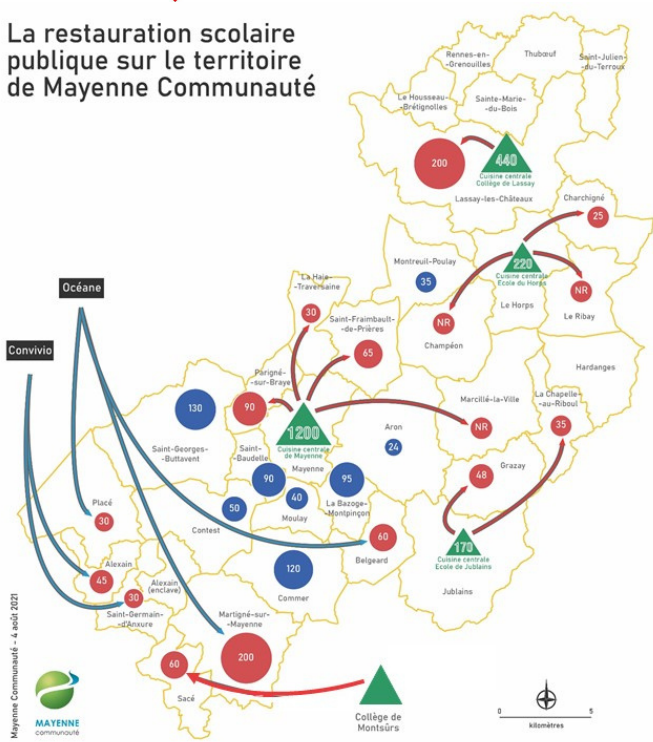 La restauration scolaire
publique sur le territoire
de Mayenne Communauté
Rennes-en-
-Grenouilles
Thubœuf
Saint-Julien
-du-Terroux
Le Housseau-
-Brétignolles
Sainte-Marie-
-du-Bois
200
440
Cuisine centrale
Collège de Lassay
Lassay-les-Châteaux
Charchigné
25
Montreuil-Poulay
35
220
Cuisine centrale
Ecole du Horps
Le Horps
NR
Le Ribay
Océane
La Haie-
-Traversaine
30
Saint-Fraimbault-
-de-Prières
65
NR
Champéon
Hardanges
Convivio
Parigné-
-sur-Braye
90
130
Saint-Georges-
-Buttavent
1200
Cuisine centrale
de Mayenne
Mayenne
Aron
24
Marcillé-la-Ville
NR
La Chapelle-
-au-Riboul
35
Saint-
-Baudelle
90
40
Moulay
95
La Bazoge-
-Montpinçon
Grazay
48
Placé
30
50
Contest
60
Belgeard
170
Cuisine centrale
Ecole de Jublains
Jublains
Alexain
45
Alexain
(enclave)
30
Saint-Germain-
-d'Anxure
120
Commer
Martigné-sur-
-Mayenne
200
60
Sacé
Collège de
Montsûrs
Mayenne Communauté - 4 août 2021
MAYENNE
communauté
0
5
kilomètres